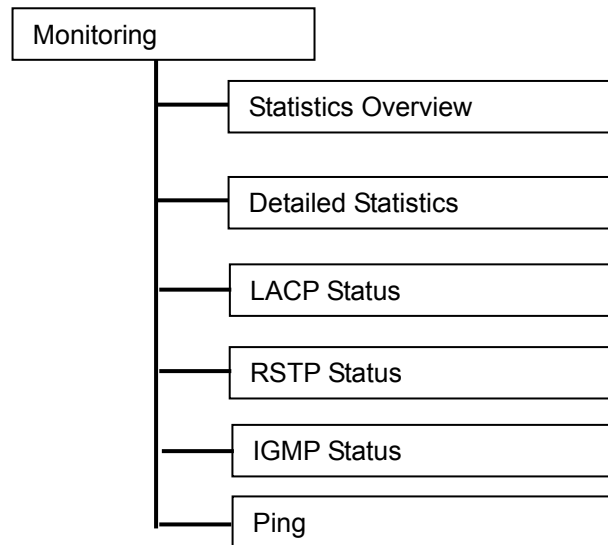 Monitoring
Statistics Overview
Detailed Statistics
LACP Status
RSTP Status
IGMP Status
Ping